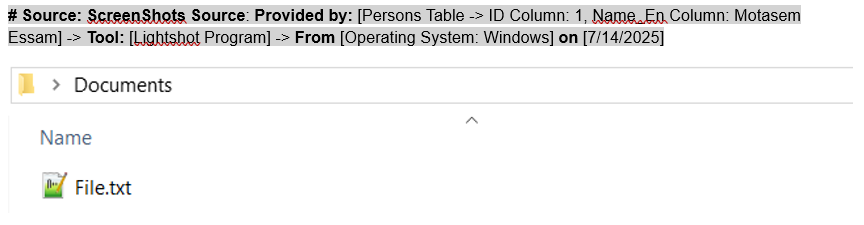 # Source: ScreenShots Source: Provided by: [Persons Table -> ID Column: 1, Name_En Column: Motasem
Essam] -> Tool: [Lightshot Program] -> From [Operating System: Windows] on [7/14/2025]
Documents
Name
File.txt